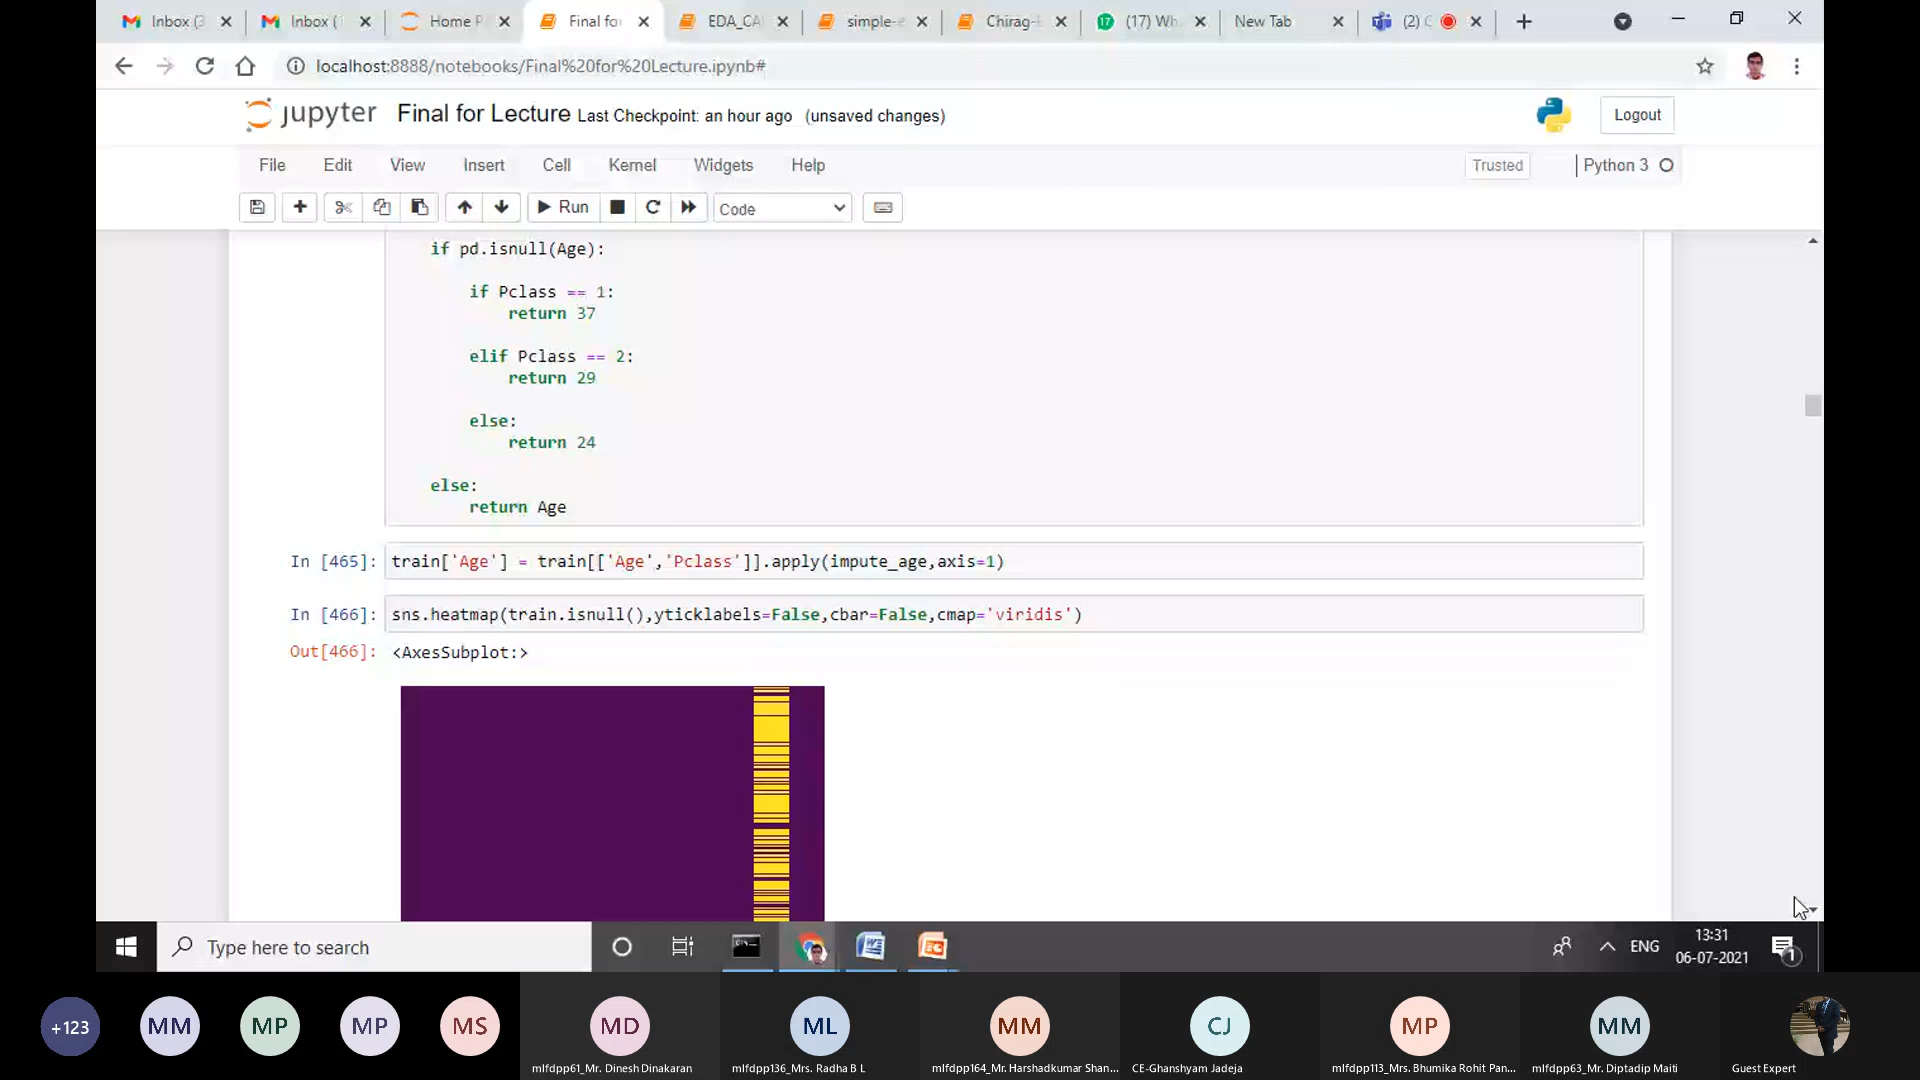 Inbox (3
Inbox (1
Home P
Final fo
EDA_CA
simple-e
Chirag-
(17) Wh
New Tab
(2)
localhost:8888/notebooks/Final%20for%20Lecture.ipynb#
jupyter Final for Lecture Last Checkpoint: an hour ago (unsaved changes)
Logout
File Edit View Insert Cell Kernel Widgets Help
Trusted
Python 3
Run
Code
if pd.isnull(Age):
if Pclass == 1:
return 37
elif Pclass == 2:
return 29
else:
return 24
else:
return Age
In [465]: train['Age'] = train[['Age','Pclass']].apply(impute_age,axis=1)
In [466]: sns.heatmap(train.isnull(),yticklabels=False,cbar=False,cmap='viridis')
Out[466]: <AxesSubplot:>
Type here to search
ENG
13:31
06-07-2021
1
+123
MM
MP
MP
MS
MD
ML
MM
CJ
MP
MM
mlfdpp61_Mr. Dinesh Dinakaran
mlfdpp136_Mrs. Radha B L
mlfdpp164_Mr. Harshadkumar Shan...
CE-Ghanshyam Jadeja
mlfdpp113_Mrs. Bhumika Rohit Pan...
mlfdpp63_Mr. Diptadip Maiti
Guest Expert